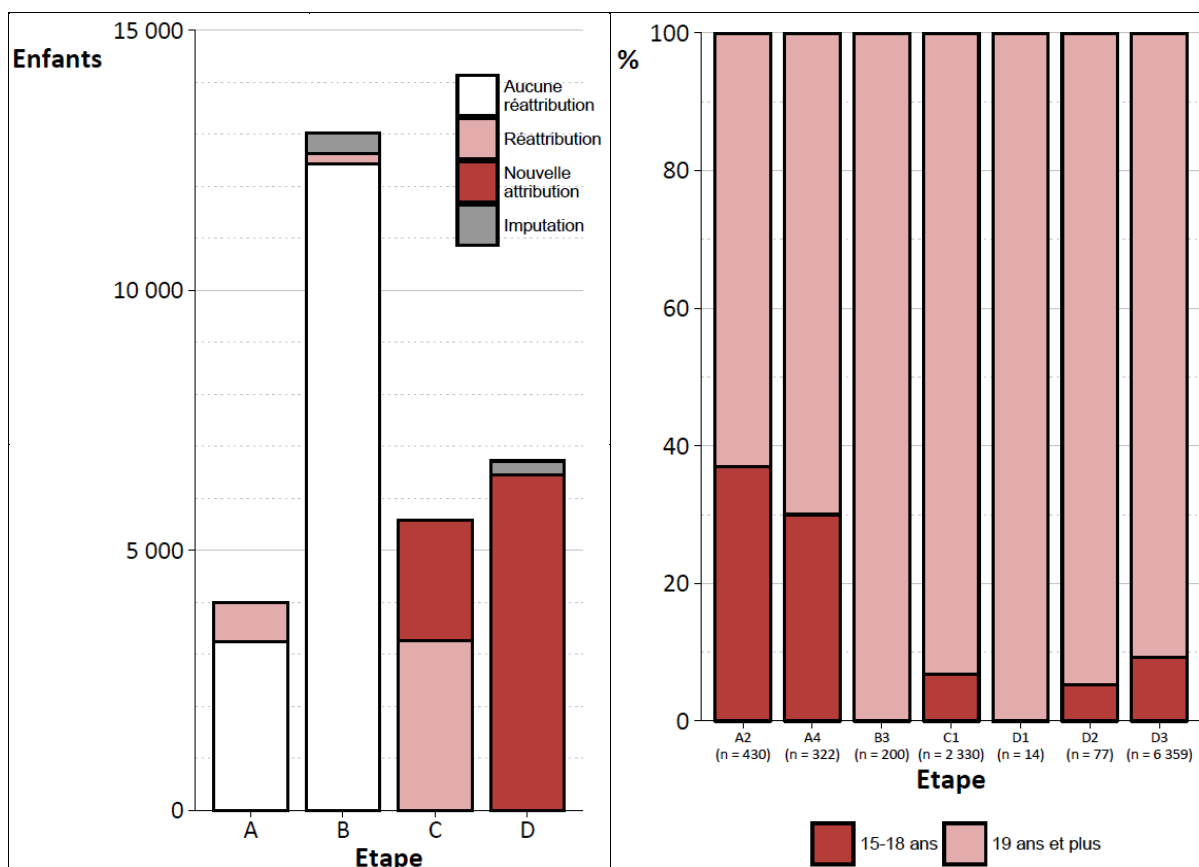 Enfants
15 000
10 000
5 000
0
Aucune
réattribution
Réattribution
Nouvelle
attribution
Imputation
A B C D
Etape
%
100
80
60
40
20
0
A2 A4 B3 C1 D1 D2 D3
(n = 430) (n = 322) (n = 200) (n = 2 330) (n = 14) (n = 77) (n = 6 359)
Etape
15-18 ans 19 ans et plus